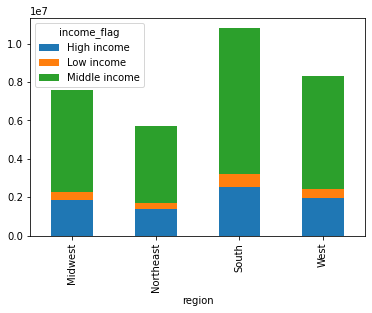 1e7
income_flag
High income
Low income
Middle income
1.0
0.8
0.6
0.4
0.2
0.0
Midwest
Northeast
South
West
region